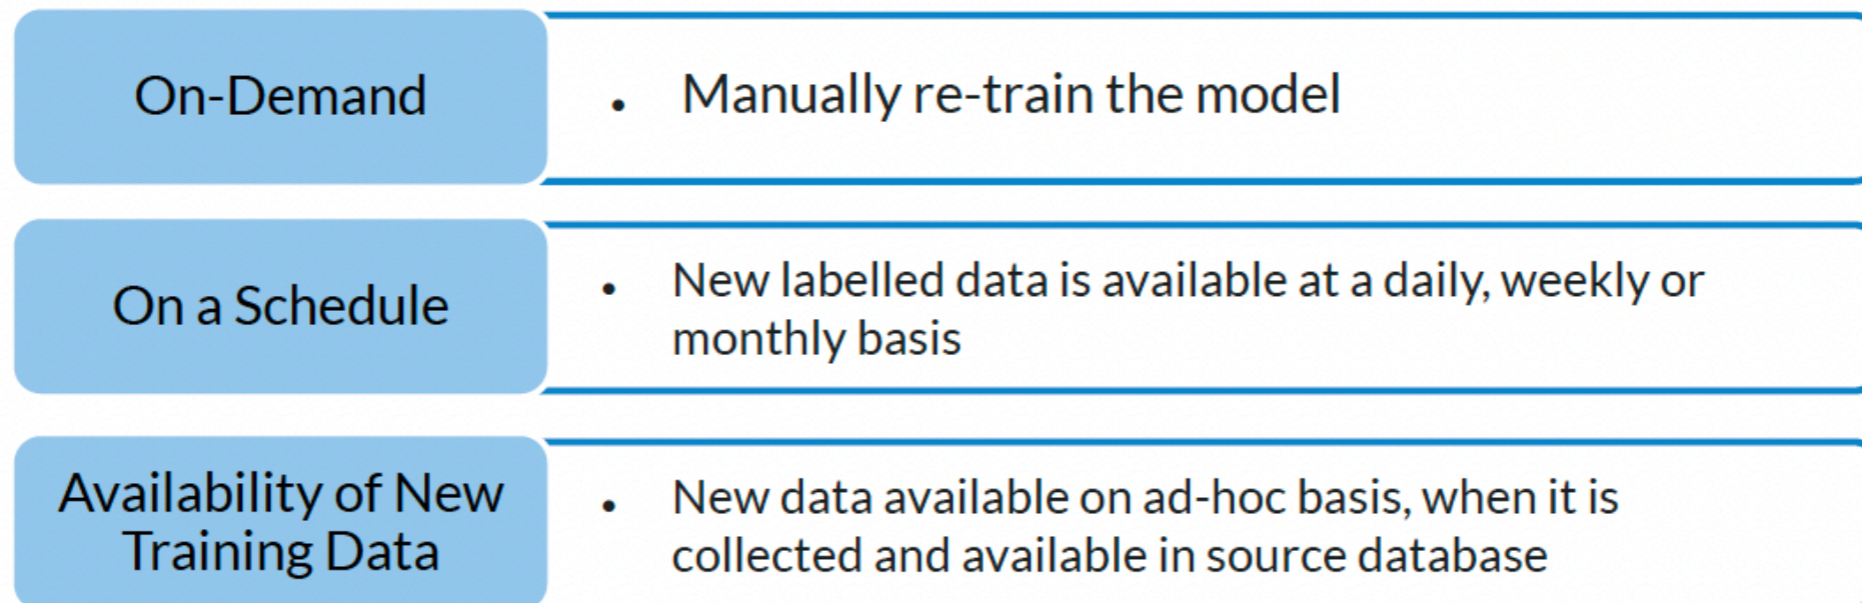 On-Demand
• Manually re-train the model
On a Schedule
• New labelled data is available at a daily, weekly or
monthly basis
Availability of New
Training Data
• New data available on ad-hoc basis, when it is
collected and available in source database